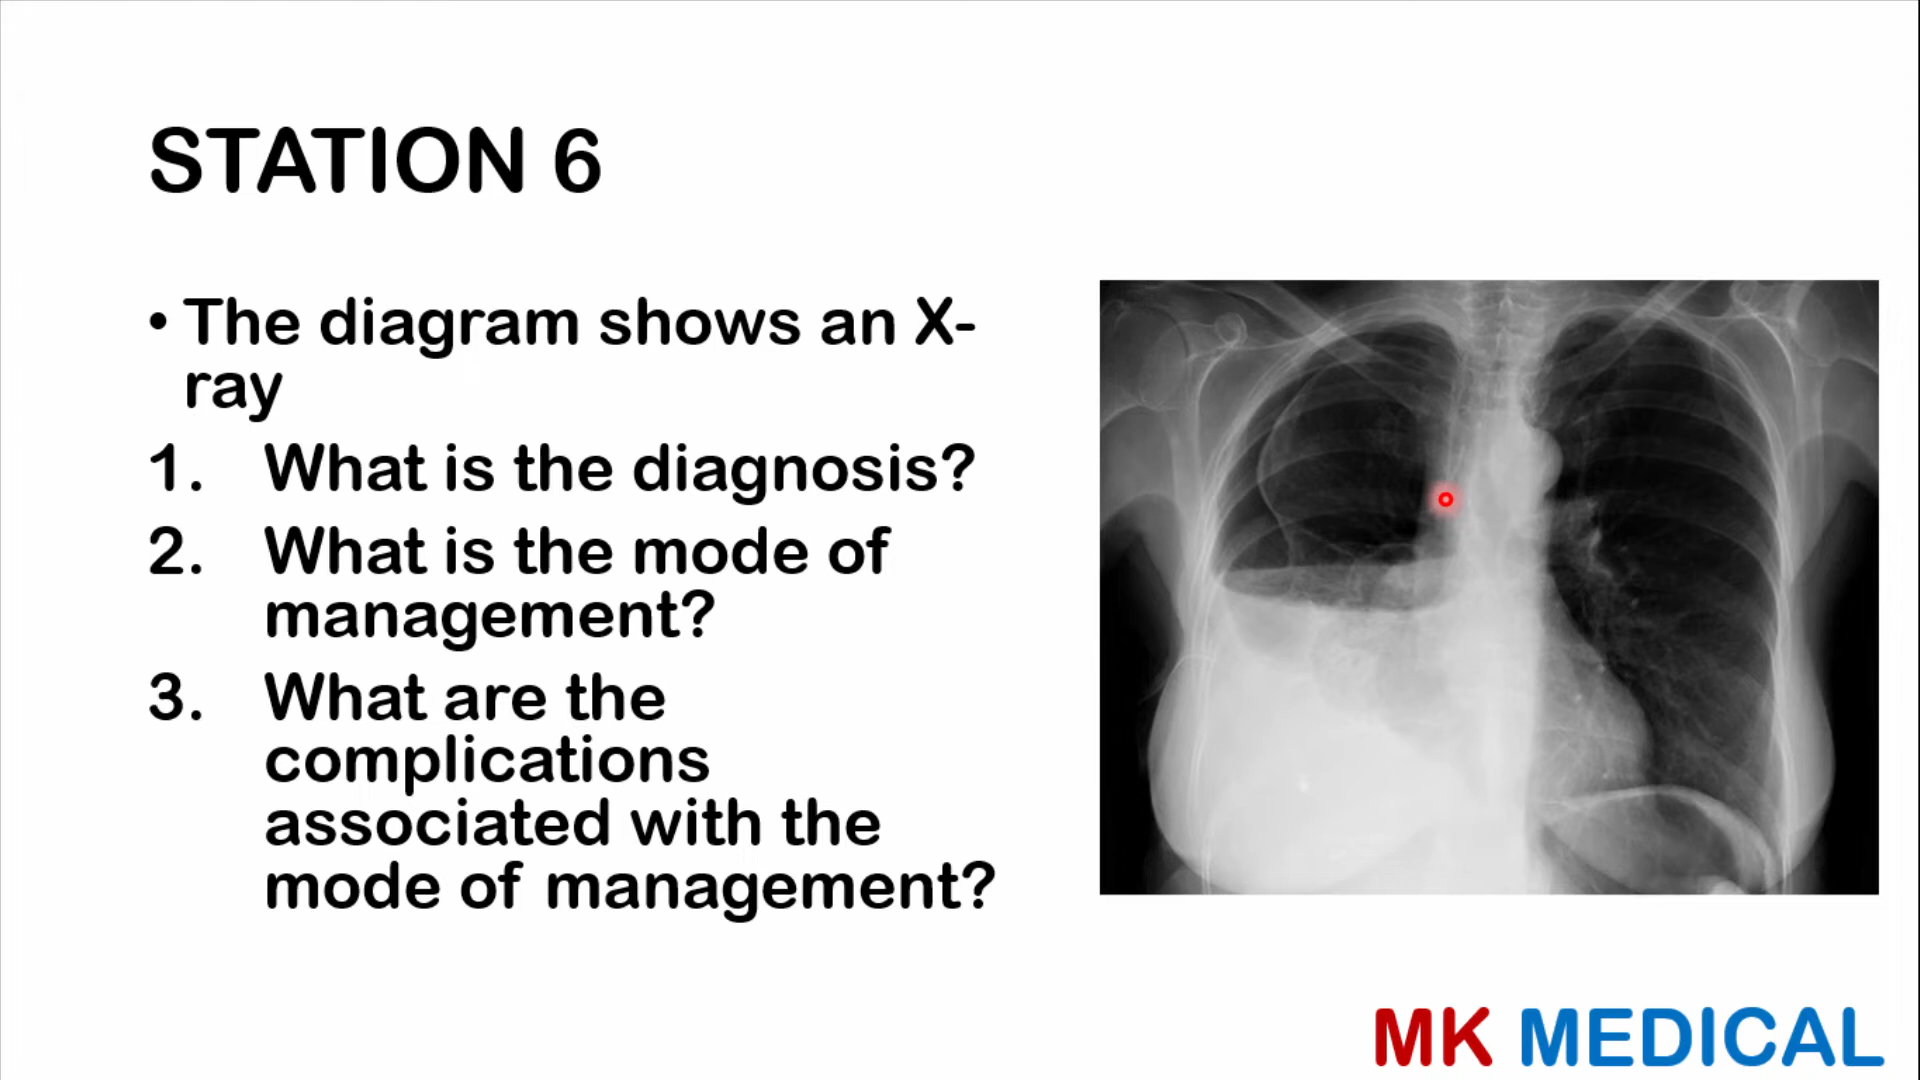 STATION 6
• The diagram shows an X-
ray
1. What is the diagnosis?
2. What is the mode of
management?
3. What are the
complications
associated with the
mode of management?
MK MEDICAL